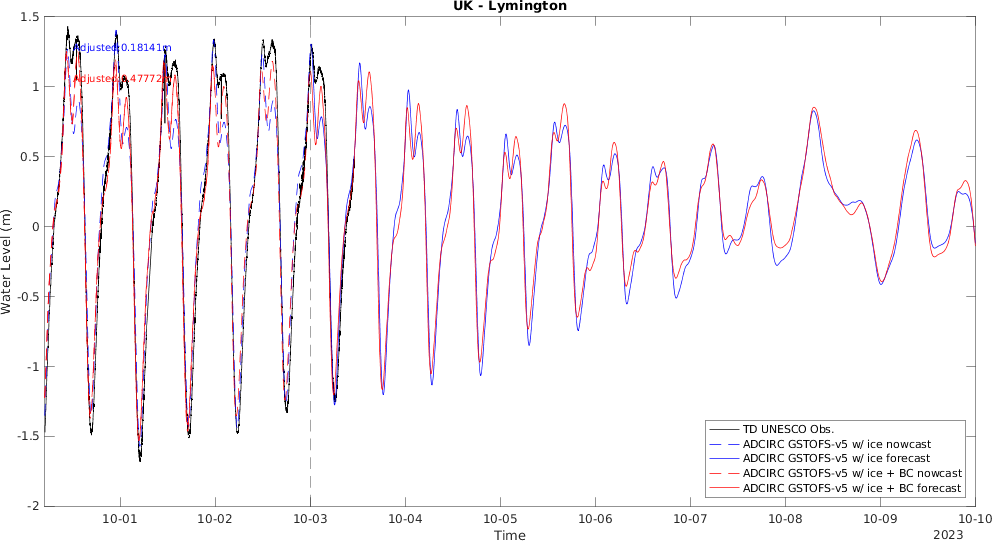 UK - Lymington
1.5
1
0.5
0
-0.5
-1
-1.5
-2
Water Level (m)
Adjusted:0.18141m
TD UNESCO Obs.
ADCIRC GSTOFS-v5 w/ ice nowcast
ADCIRC GSTOFS-v5 w/ ice forecast
ADCIRC GSTOFS-v5 w/ ice + BC nowcast
ADCIRC GSTOFS-v5 w/ ice + BC forecast
10-01 10-02 10-03 10-04 10-05 10-06 10-07 10-08 10-09 10-10
Time
2023